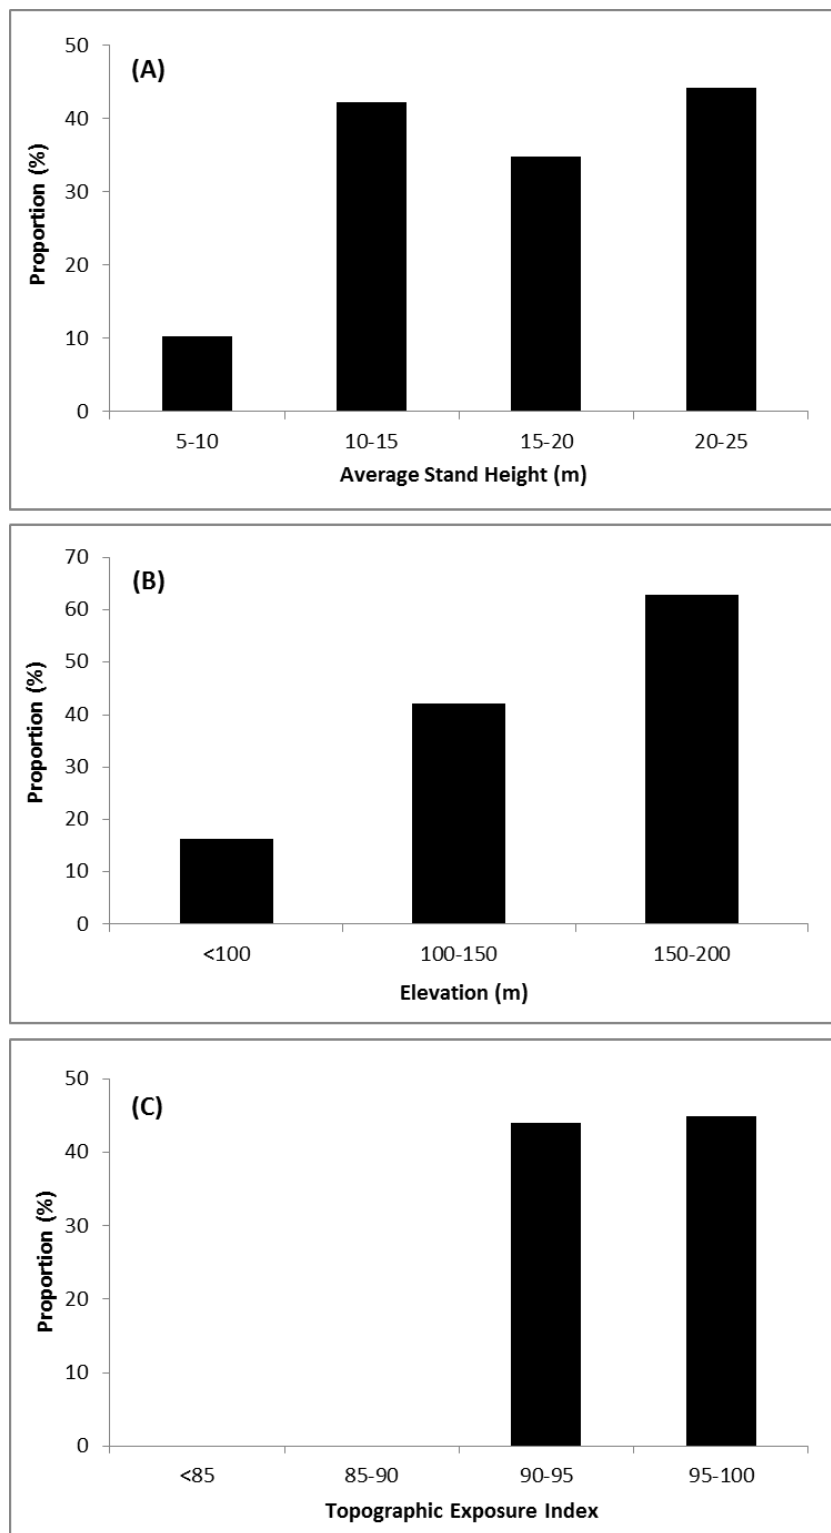 (A)
Proportion (%)
50
40
30
20
10
0
5-10 10-15 15-20 20-25
Average Stand Height (m)
(B)
Proportion (%)
70
60
50
40
30
20
10
0
<100 100-150 150-200
Elevation (m)
(C)
Proportion (%)
50
40
30
20
10
0
<85 85-90 90-95 95-100
Topographic Exposure Index